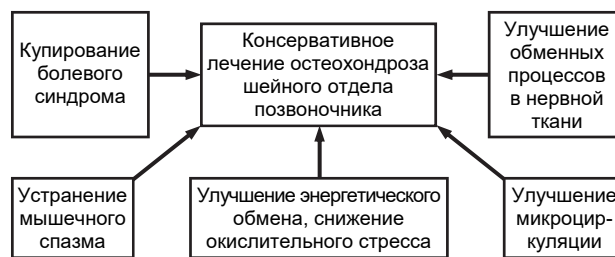 Купирование
болевого
синдрома
Консервативное
лечение остеохондроза
шейного отдела
позвоночника
Улучшение
обменных
процессов
в нервной
ткани
Устранение
мышечного
спазма
Улучшение энергетического
обмена, снижение
окислительного стресса
Улучшение
микроцир-
куляции